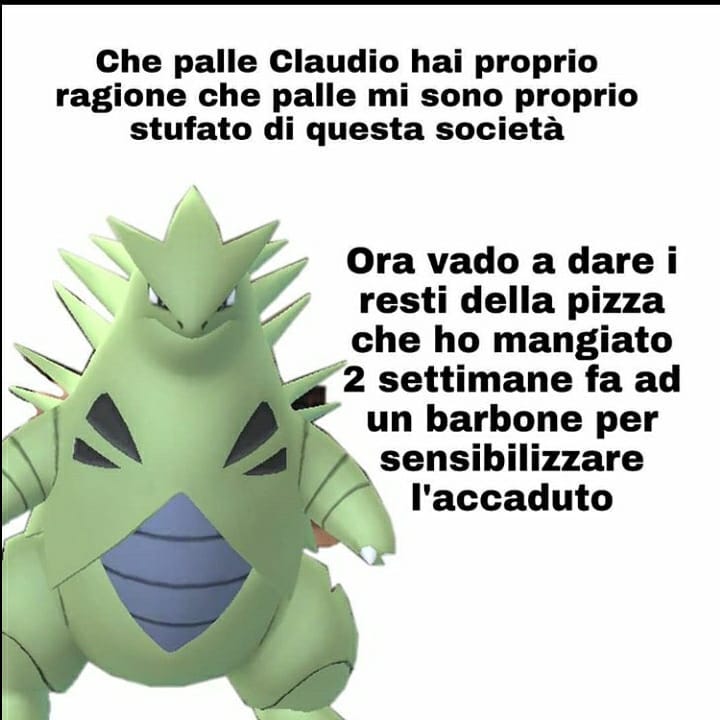 Che palle Claudio hai proprio
ragione che palle mi sono proprio
stufato di questa società
Ora vado a dare i
resti della pizza
che ho mangiato
2 settimane fa ad
un barbone per
sensibilizzare
l'accaduto